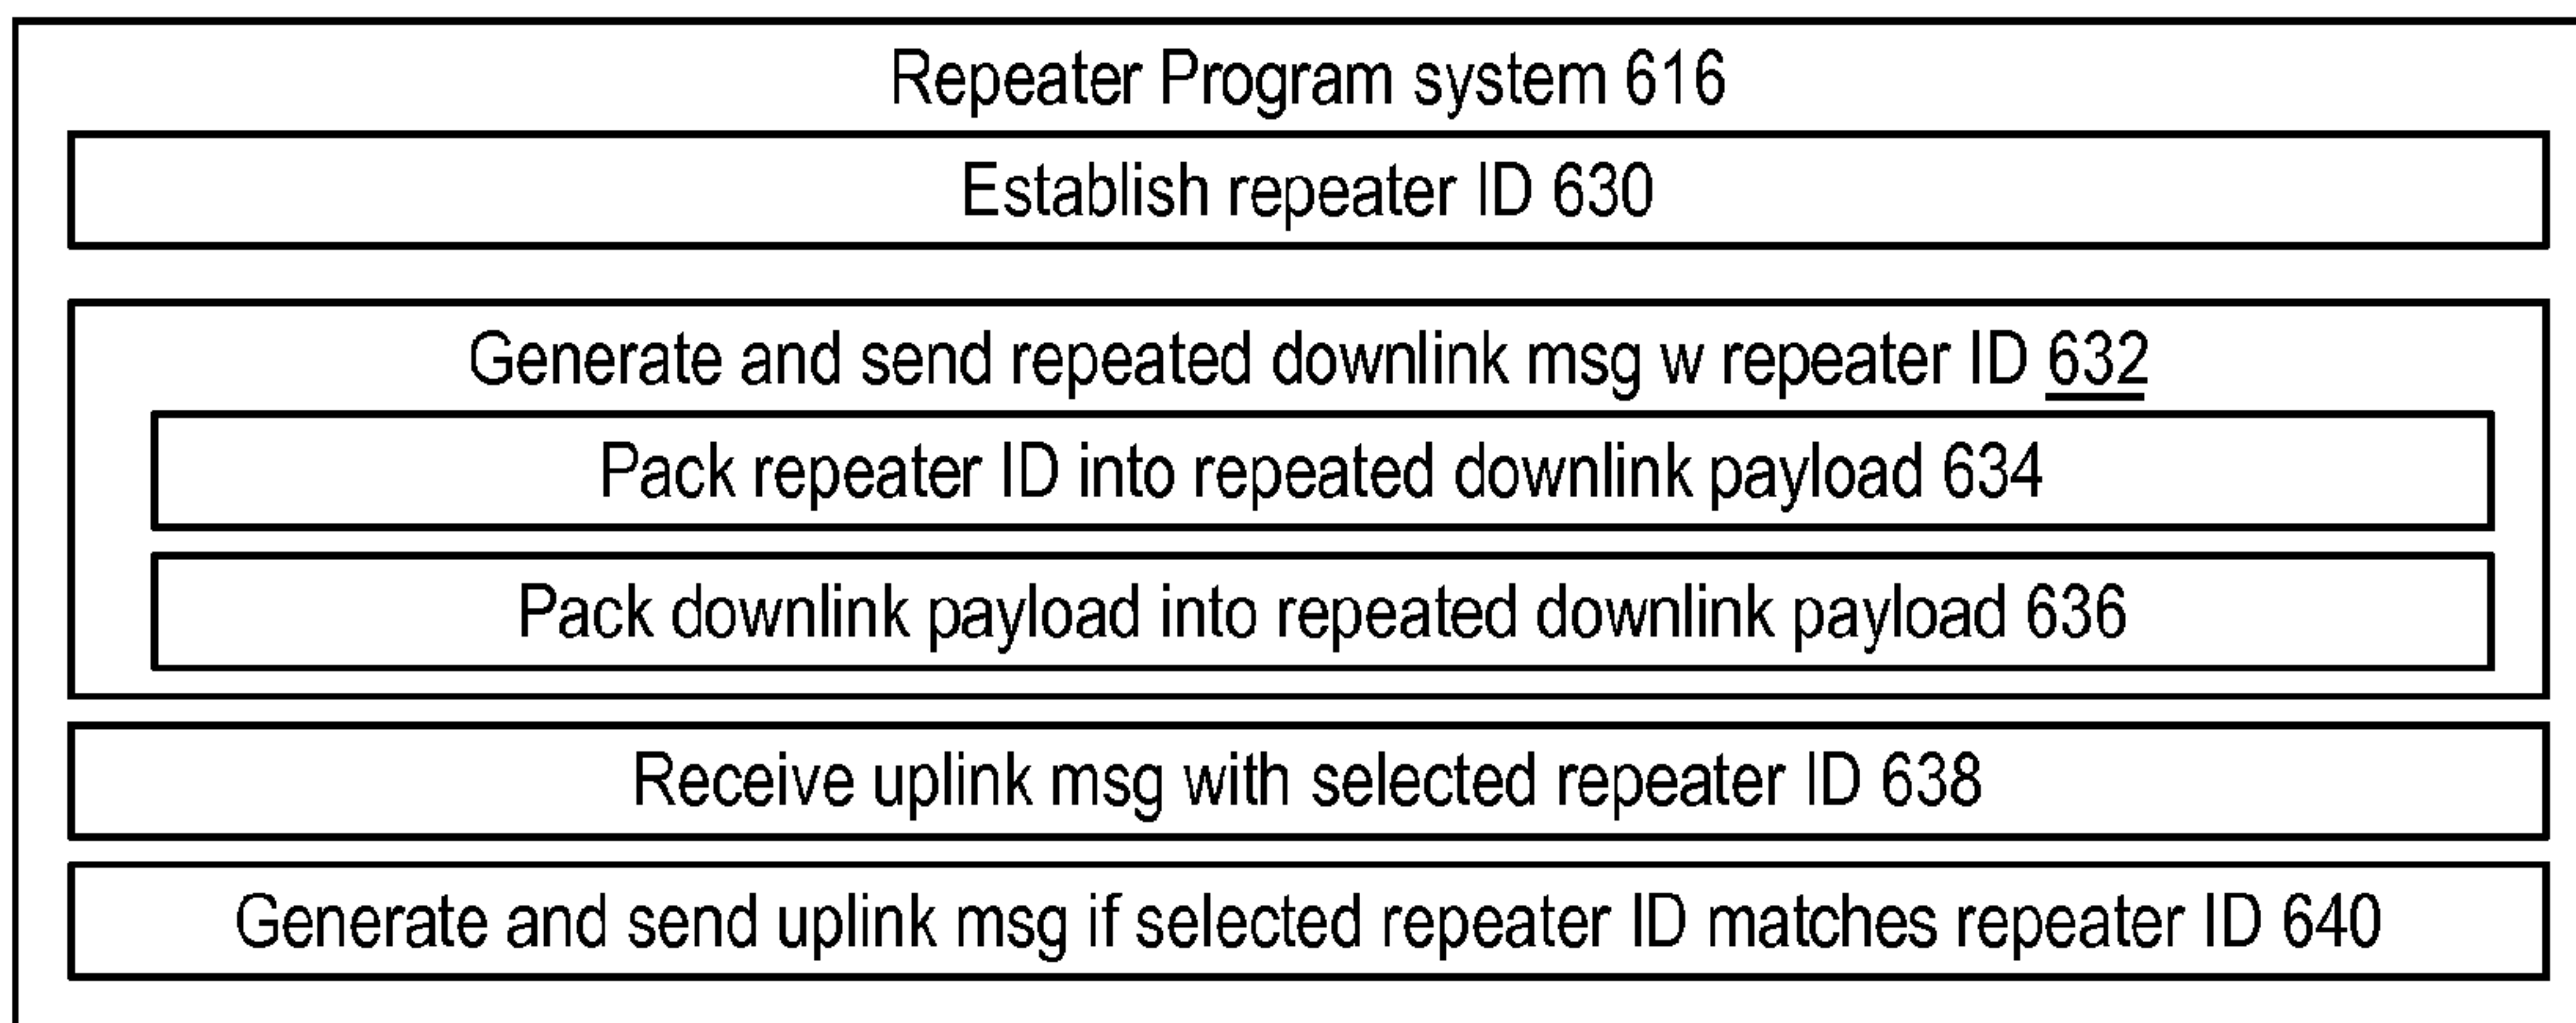 Repeater Program system 616
Establish repeater ID 630
Generate and send repeated downlink msg w repeater ID 632
Pack repeater ID into repeated downlink payload 634
Pack downlink payload into repeated downlink payload 636
Receive uplink msg with selected repeater ID 638
Generate and send uplink msg if selected repeater ID matches repeater ID 640